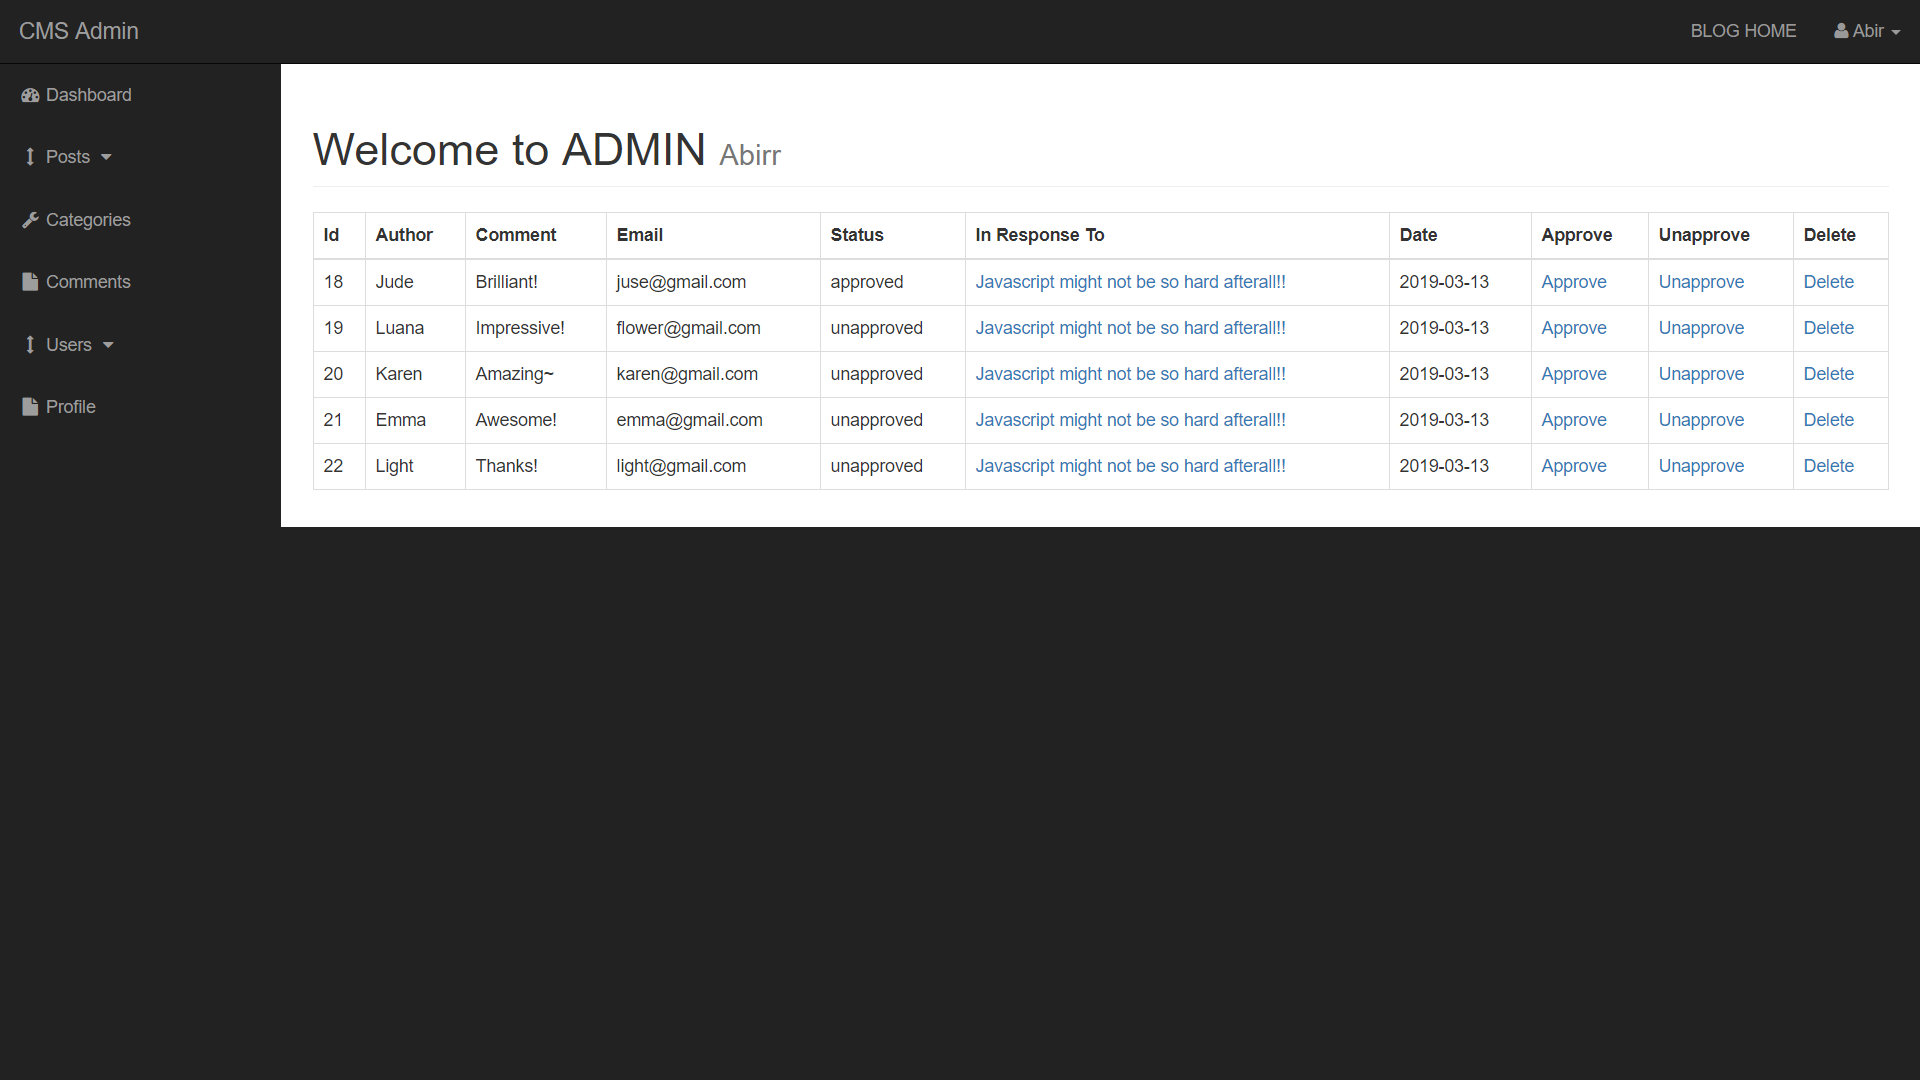 CMS Admin
BLOG HOME Abir
Dashboard
Posts
Categories
Comments
Users
Profile
Welcome to ADMIN Abirr
Id Author Comment Email Status In Response To Date Approve Unapprove Delete
18 Jude Brilliant! juse@gmail.com approved Javascript might not be so hard afterall!! 2019-03-13 Approve Unapprove Delete
19 Luana Impressive! flower@gmail.com unapproved Javascript might not be so hard afterall!! 2019-03-13 Approve Unapprove Delete
20 Karen Amazing~ karen@gmail.com unapproved Javascript might not be so hard afterall!! 2019-03-13 Approve Unapprove Delete
21 Emma Awesome! emma@gmail.com unapproved Javascript might not be so hard afterall!! 2019-03-13 Approve Unapprove Delete
22 Light Thanks! light@gmail.com unapproved Javascript might not be so hard afterall!! 2019-03-13 Approve Unapprove Delete